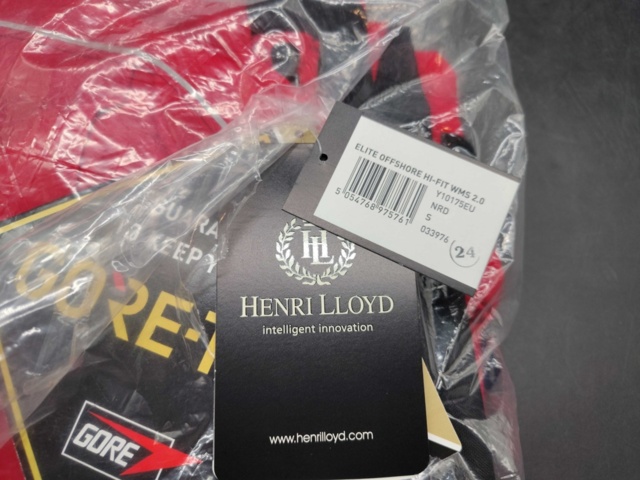 ELITE OFFSHORE HI-FIT WMS 2.0
Y10175EU
NRD
S
5 054768 975761
033976
24
HL
HENRI LLOYD
intelligent innovation
www.henrilloyd.com
GORE-T
GORE